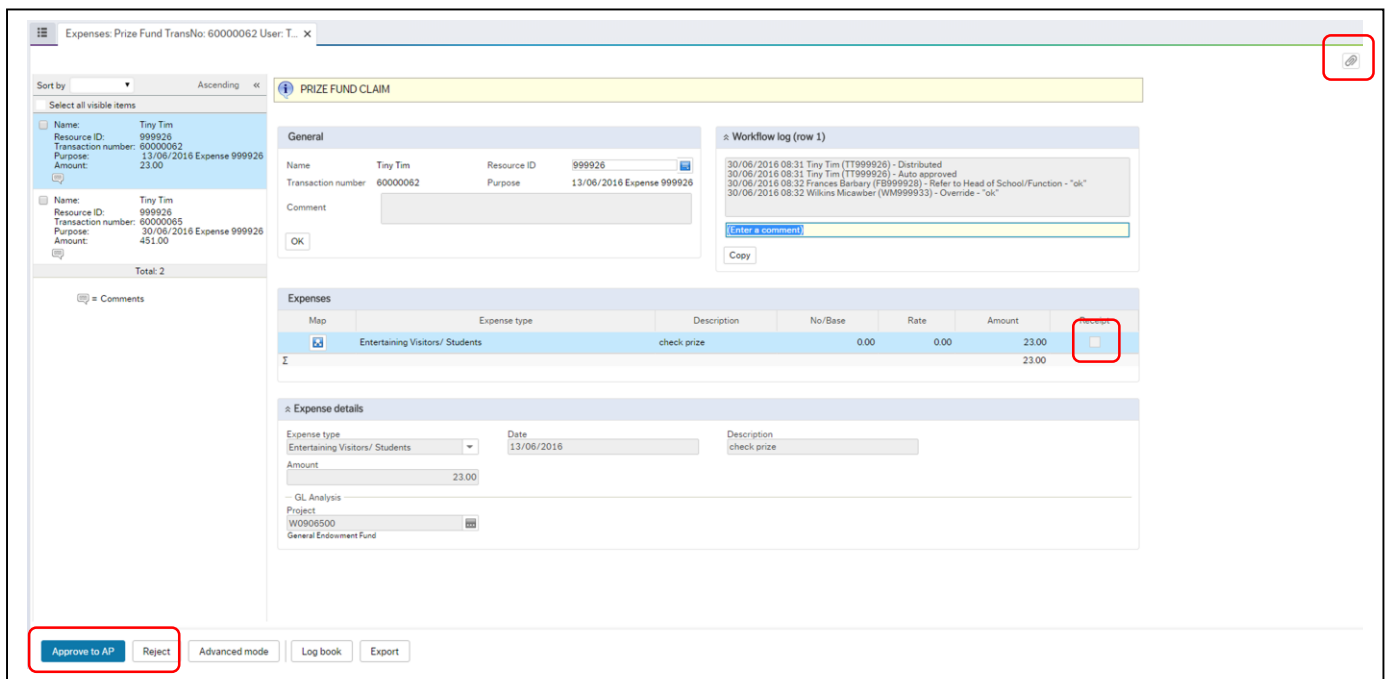 Expenses: Prize Fund TransNo: 60000062 User: T... X
Sort by Ascending «
Select all visible items
Name: Tiny Tim
Resource ID: 999926
Transaction number: 60000062
Purpose: 13/06/2016 Expense 999926
Amount: 23.00
Name: Tiny Tim
Resource ID: 999926
Transaction number: 60000065
Purpose: 30/06/2016 Expense 999926
Amount: 451.00
Total: 2
= Comments
PRIZE FUND CLAIM
General
Name Tiny Tim Resource ID 999926
Transaction number 60000062 Purpose 13/06/2016 Expense 999926
Comment
OK
Workflow log (row 1)
30/06/2016 08:31 Tiny Tim (TT999926) - Distributed
30/06/2016 08:31 Tiny Tim (TT999926) - Auto approved
30/06/2016 08:32 Frances Barbary (FB999928) - Refer to Head of School/Function - "ok"
30/06/2016 08:32 Wilkins Micawber (WM999933) - Override - "ok"
(Enter a comment)
Copy
Expenses
Map Expense type Description No/Base Rate Amount Receipt
Entertaining Visitors/ Students check prize 0.00 0.00 23.00
Σ 23.00
Expense details
Expense type Date Description
Entertaining Visitors/ Students 13/06/2016 check prize
Amount
23.00
GL Analysis
Project
W0906500
General Endowment Fund
Approve to AP Reject Advanced mode Log book Export